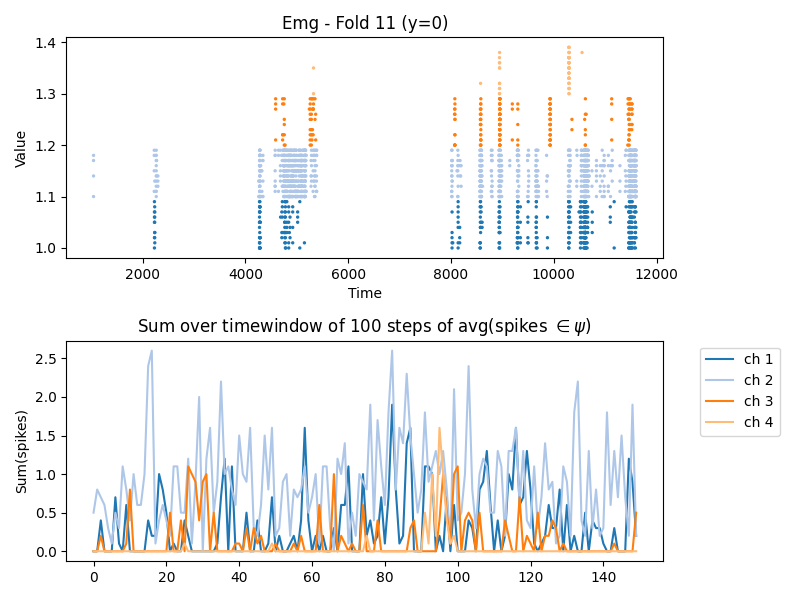 Emg - Fold 11 (y=0)
1.4
1.3
1.2
1.1
1.0
Value
2000 4000 6000 8000 10000 12000
Time
Sum over timewindow of 100 steps of avg(spikes ∈ ψ)
2.5
2.0
1.5
1.0
0.5
0.0
Sum(spikes)
0 20 40 60 80 100 120 140
ch 1
ch 2
ch 3
ch 4